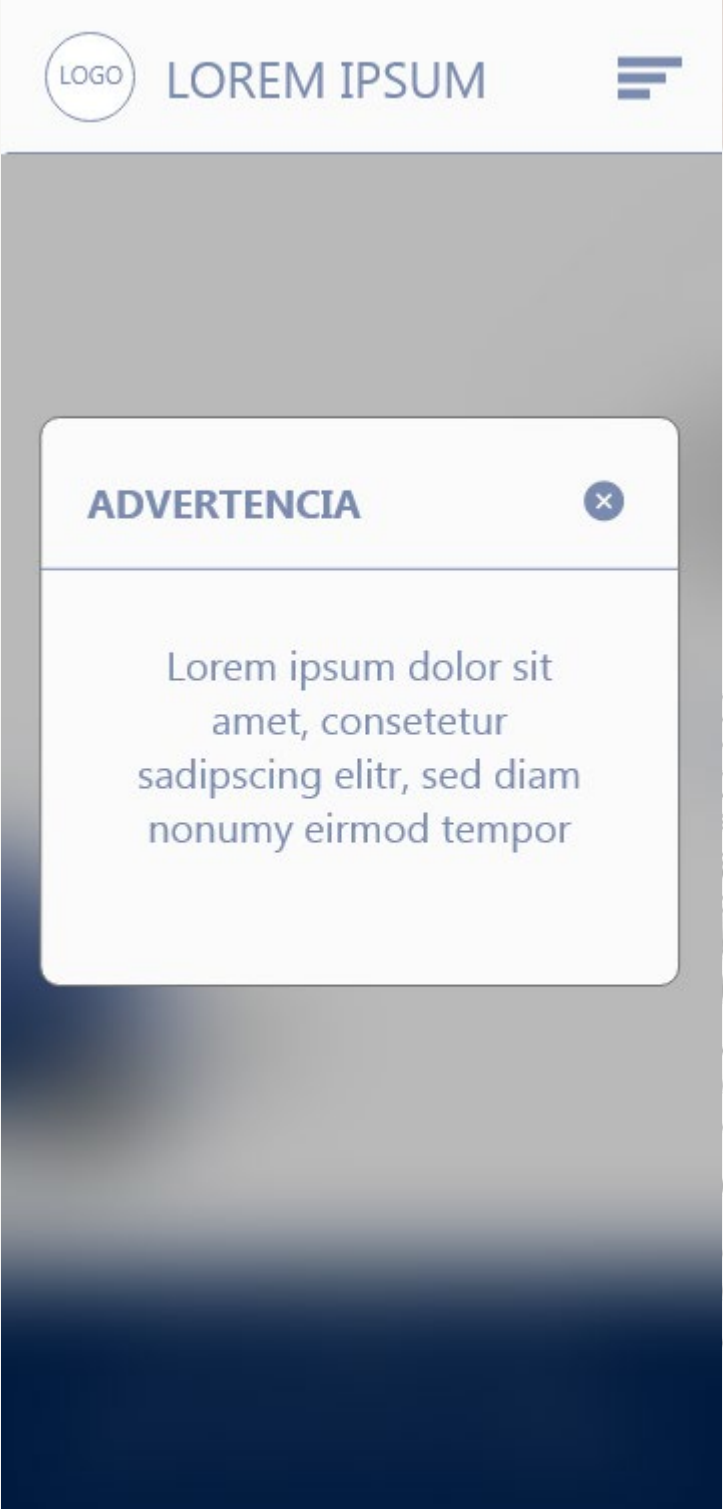 LOGO
LOREM IPSUM
ADVERTENCIA
Lorem ipsum dolor sit
amet, consetetur
sadipscing elitr, sed diam
nonumy eirmod tempor